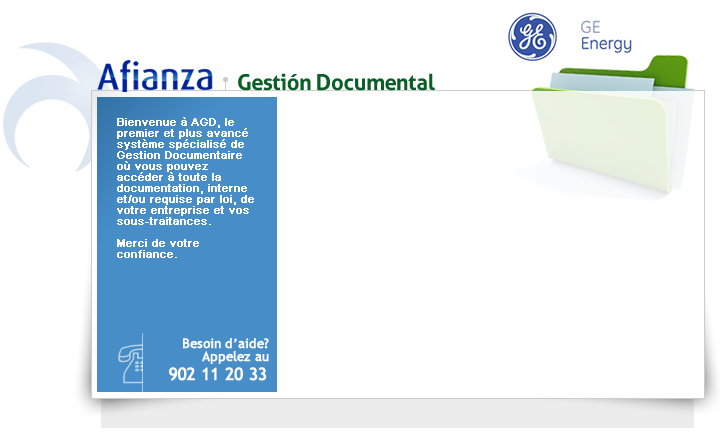 GE
Energy
Afianza Gestión Documental
Bienvenue à AGD, le
premier et plus avancé
système spécialisé de
Gestion Documentaire
où vous pouvez
accéder à toute la
documentation, interne
et/ou requise par loi, de
votre entreprise et vos
sous-traitances.
Merci de votre
confiance.
Besoin d'aide?
Appelez au
902 11 20 33